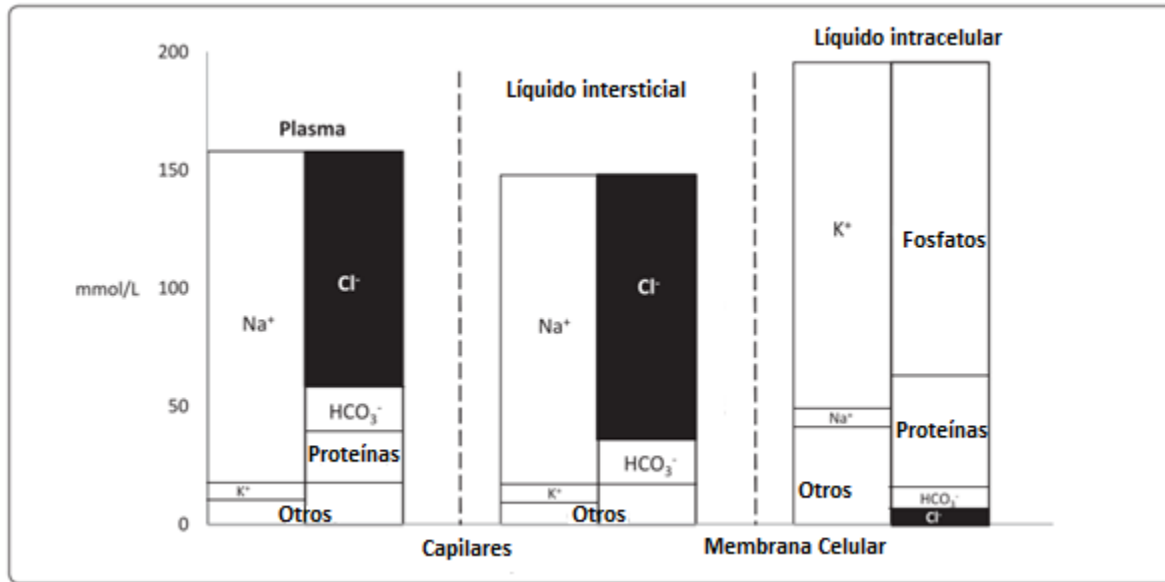 Líquido intracelular
200
Líquido intersticial
Plasma
150
K⁺
Fosfatos
mmol/L
100
Cl⁻
Cl⁻
Na⁺
Na⁺
50
HCO₃⁻
Na⁺
Proteínas
Proteínas
HCO₃⁻
K⁺
K⁺
Otros
HCO₃⁻
Otros
Otros
Cl⁻
0
Capilares
Membrana Celular